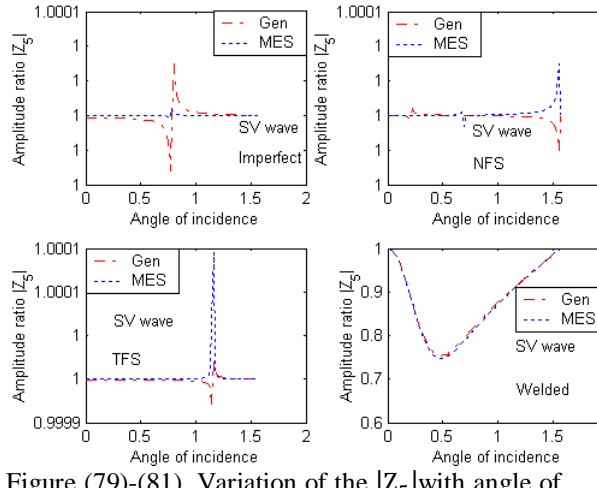 1.0001
1
1
1
1
0
0.5
1
1.5
2
Angle of incidence
Amplitude ratio |Z5|
Gen
MES
SV wave
Imperfect
1.0001
1
1
1
1
0
0.5
1
1.5
2
Angle of incidence
Amplitude ratio |Z5|
Gen
MES
SV wave
NFS
1.0001
1.0001
1
1
0.9999
0
0.5
1
1.5
2
Angle of incidence
Amplitude ratio |Z5|
Gen
MES
SV wave
TFS
1
0.9
0.8
0.7
0.6
0
0.5
1
1.5
Angle of incidence
Amplitude ratio |Z5|
Gen
MES
SV wave
Welded
Figure (79)-(81). Variation of the |Z5|with angle of